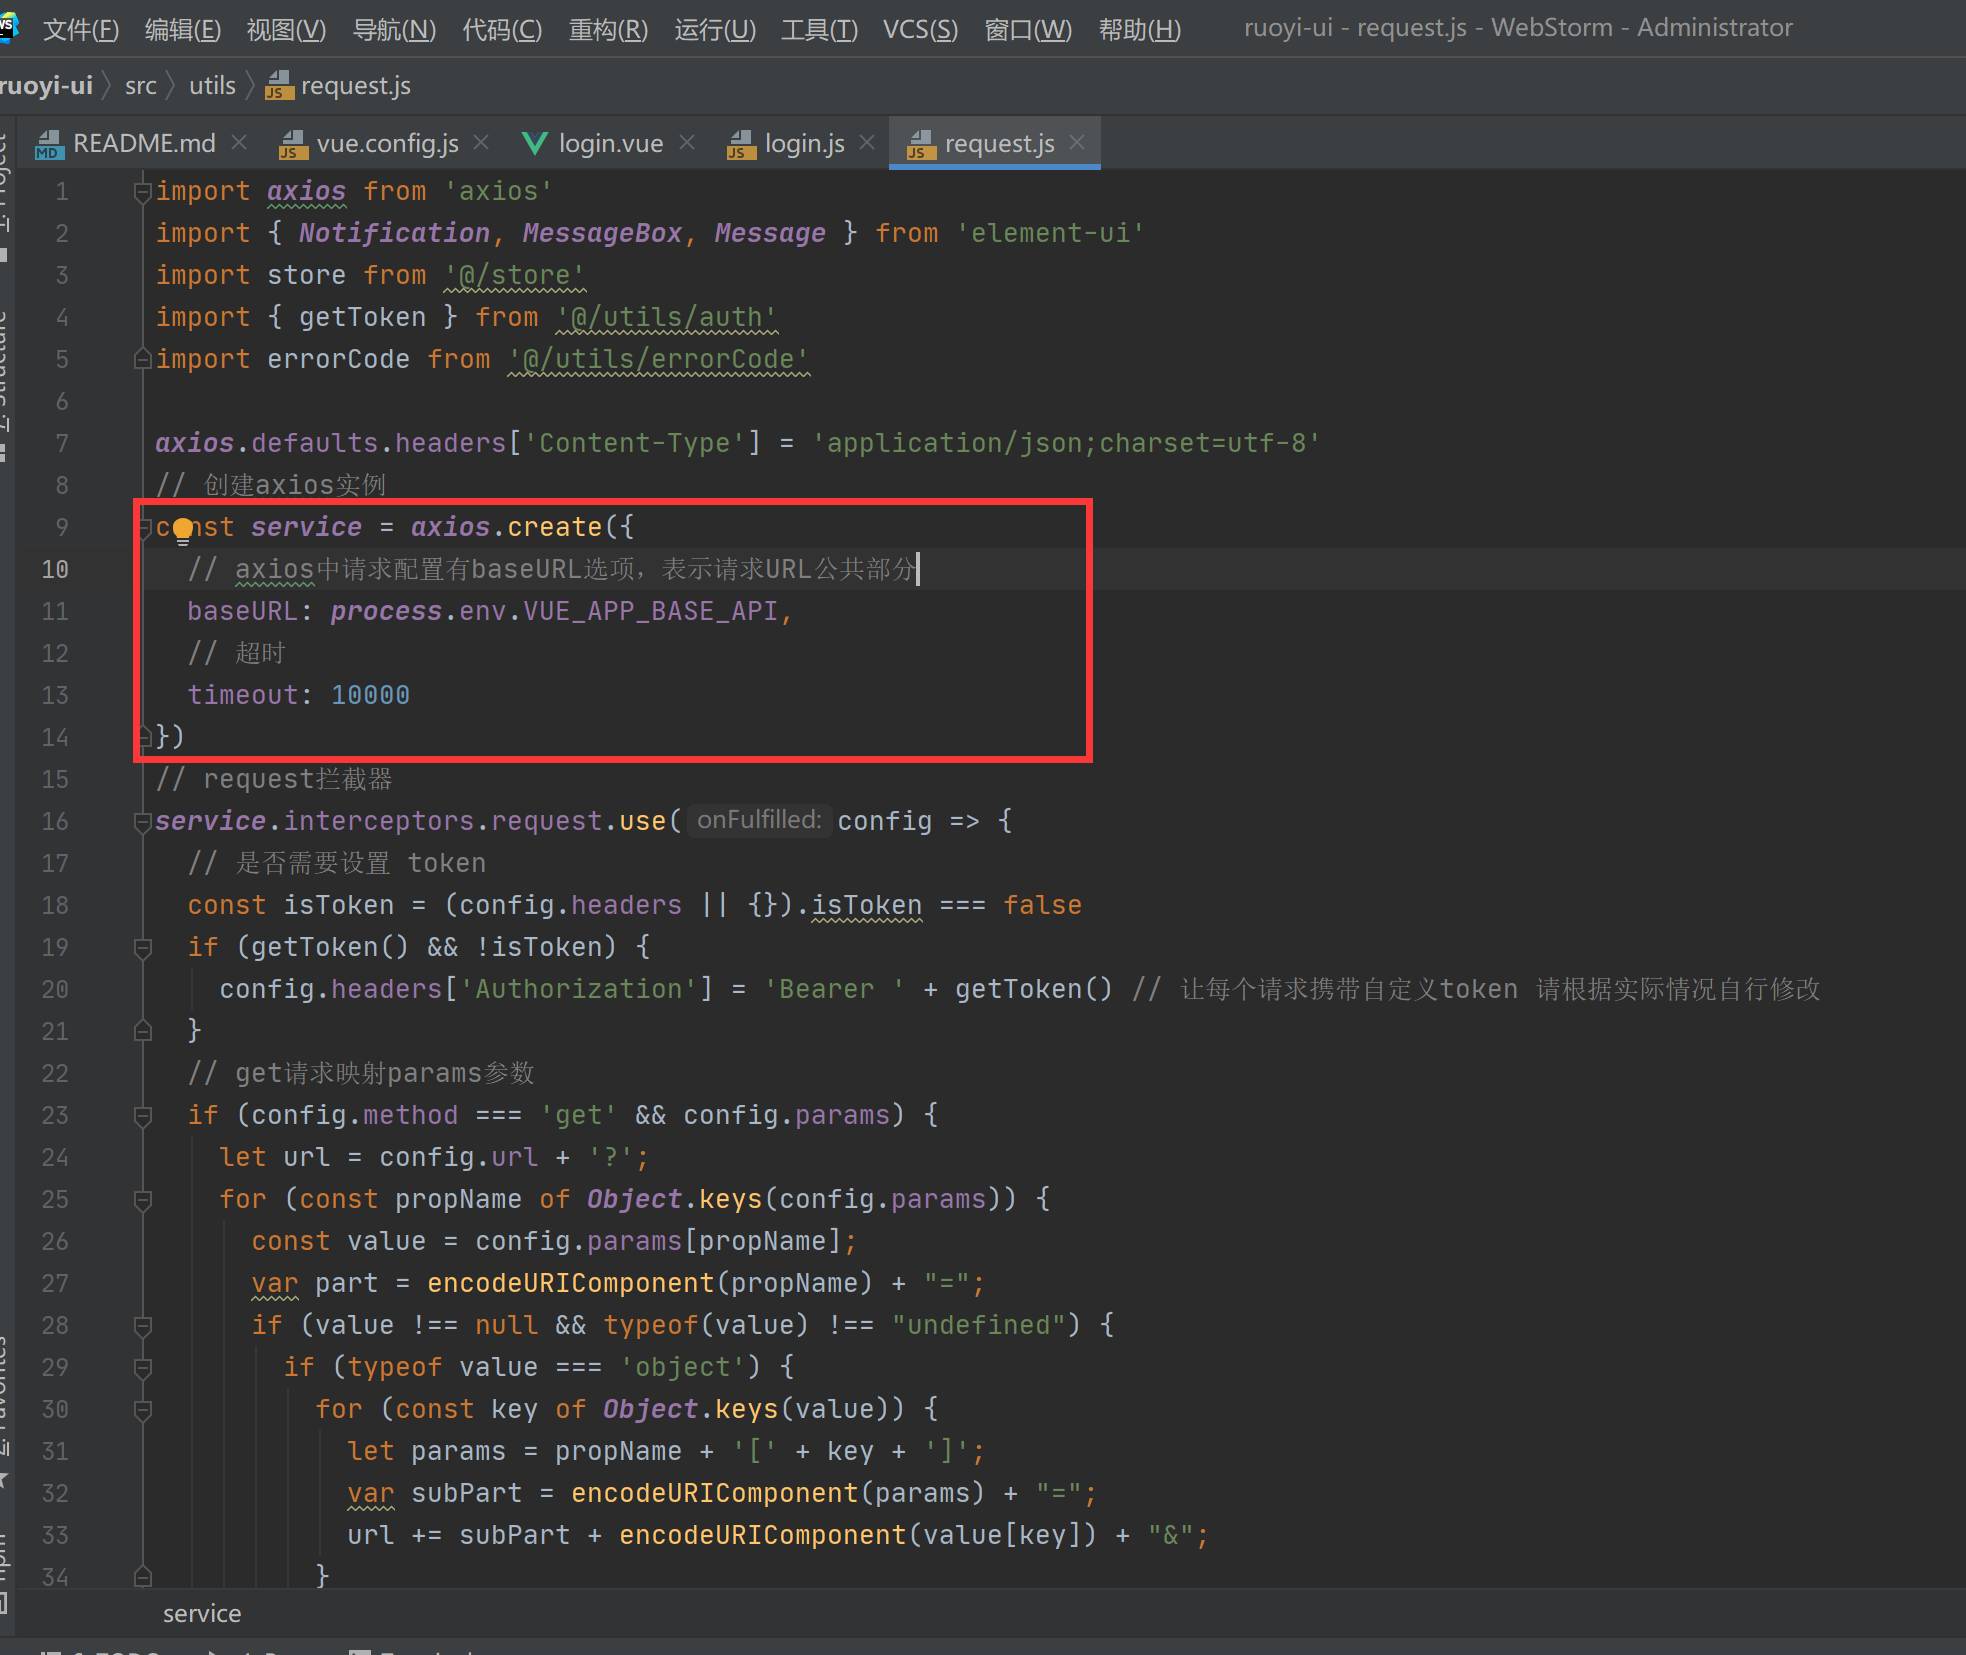 文件(F) 编辑(E) 视图(V) 导航(N) 代码(C) 重构(R) 运行(U) 工具(T) VCS(S) 窗口(W) 帮助(H) ruoyi-ui - request.js - WebStorm - Administrator
ruoyi-ui src utils request.js
README.md vue.config.js login.vue login.js request.js
1 import axios from 'axios'
2 import { Notification, MessageBox, Message } from 'element-ui'
3 import store from '@/store'
4 import { getToken } from '@/utils/auth'
5 import errorCode from '@/utils/errorCode'
6
7 axios.defaults.headers['Content-Type'] = 'application/json;charset=utf-8'
8 // 创建axios实例
9 const service = axios.create({
10 // axios中请求配置有baseURL选项，表示请求URL公共部分
11 baseURL: process.env.VUE_APP_BASE_API,
12 // 超时
13 timeout: 10000
14 })
15 // request拦截器
16 service.interceptors.request.use( onFulfilled: config => {
17 // 是否需要设置 token
18 const isToken = (config.headers || {}).isToken === false
19 if (getToken() && !isToken) {
20 config.headers['Authorization'] = 'Bearer ' + getToken() // 让每个请求携带自定义token 请根据实际情况自行修改
21 }
22 // get请求映射params参数
23 if (config.method === 'get' && config.params) {
24 let url = config.url + '?';
25 for (const propName of Object.keys(config.params)) {
26 const value = config.params[propName];
27 var part = encodeURIComponent(propName) + "=";
28 if (value !== null && typeof(value) !== "undefined") {
29 if (typeof value === 'object') {
30 for (const key of Object.keys(value)) {
31 let params = propName + '[' + key + ']';
32 var subPart = encodeURIComponent(params) + "=";
33 url += subPart + encodeURIComponent(value[key]) + "&";
34 }
service